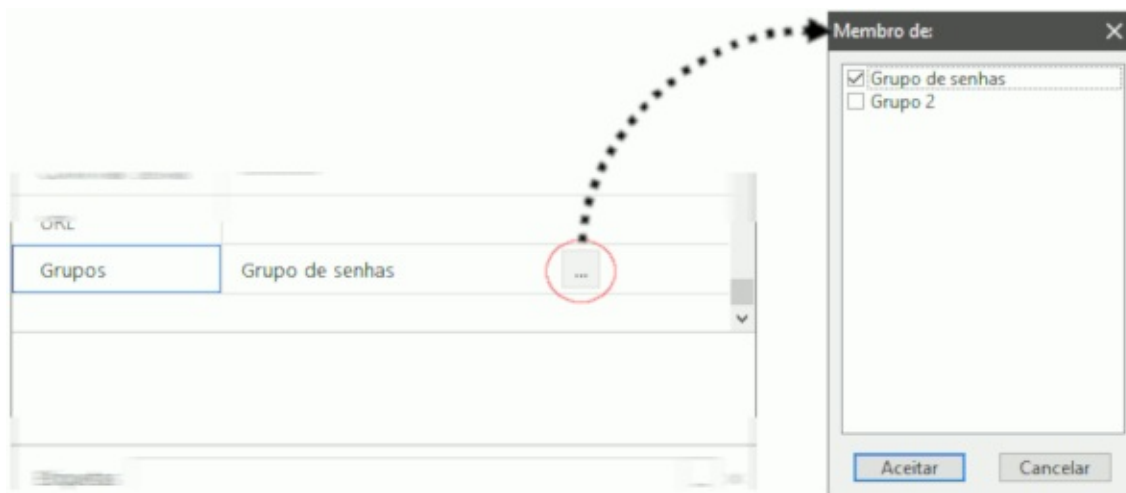 Membro de:
Grupo de senhas
Grupo 2
URL
Grupos
Grupo de senhas
...
Aceitar
Cancelar